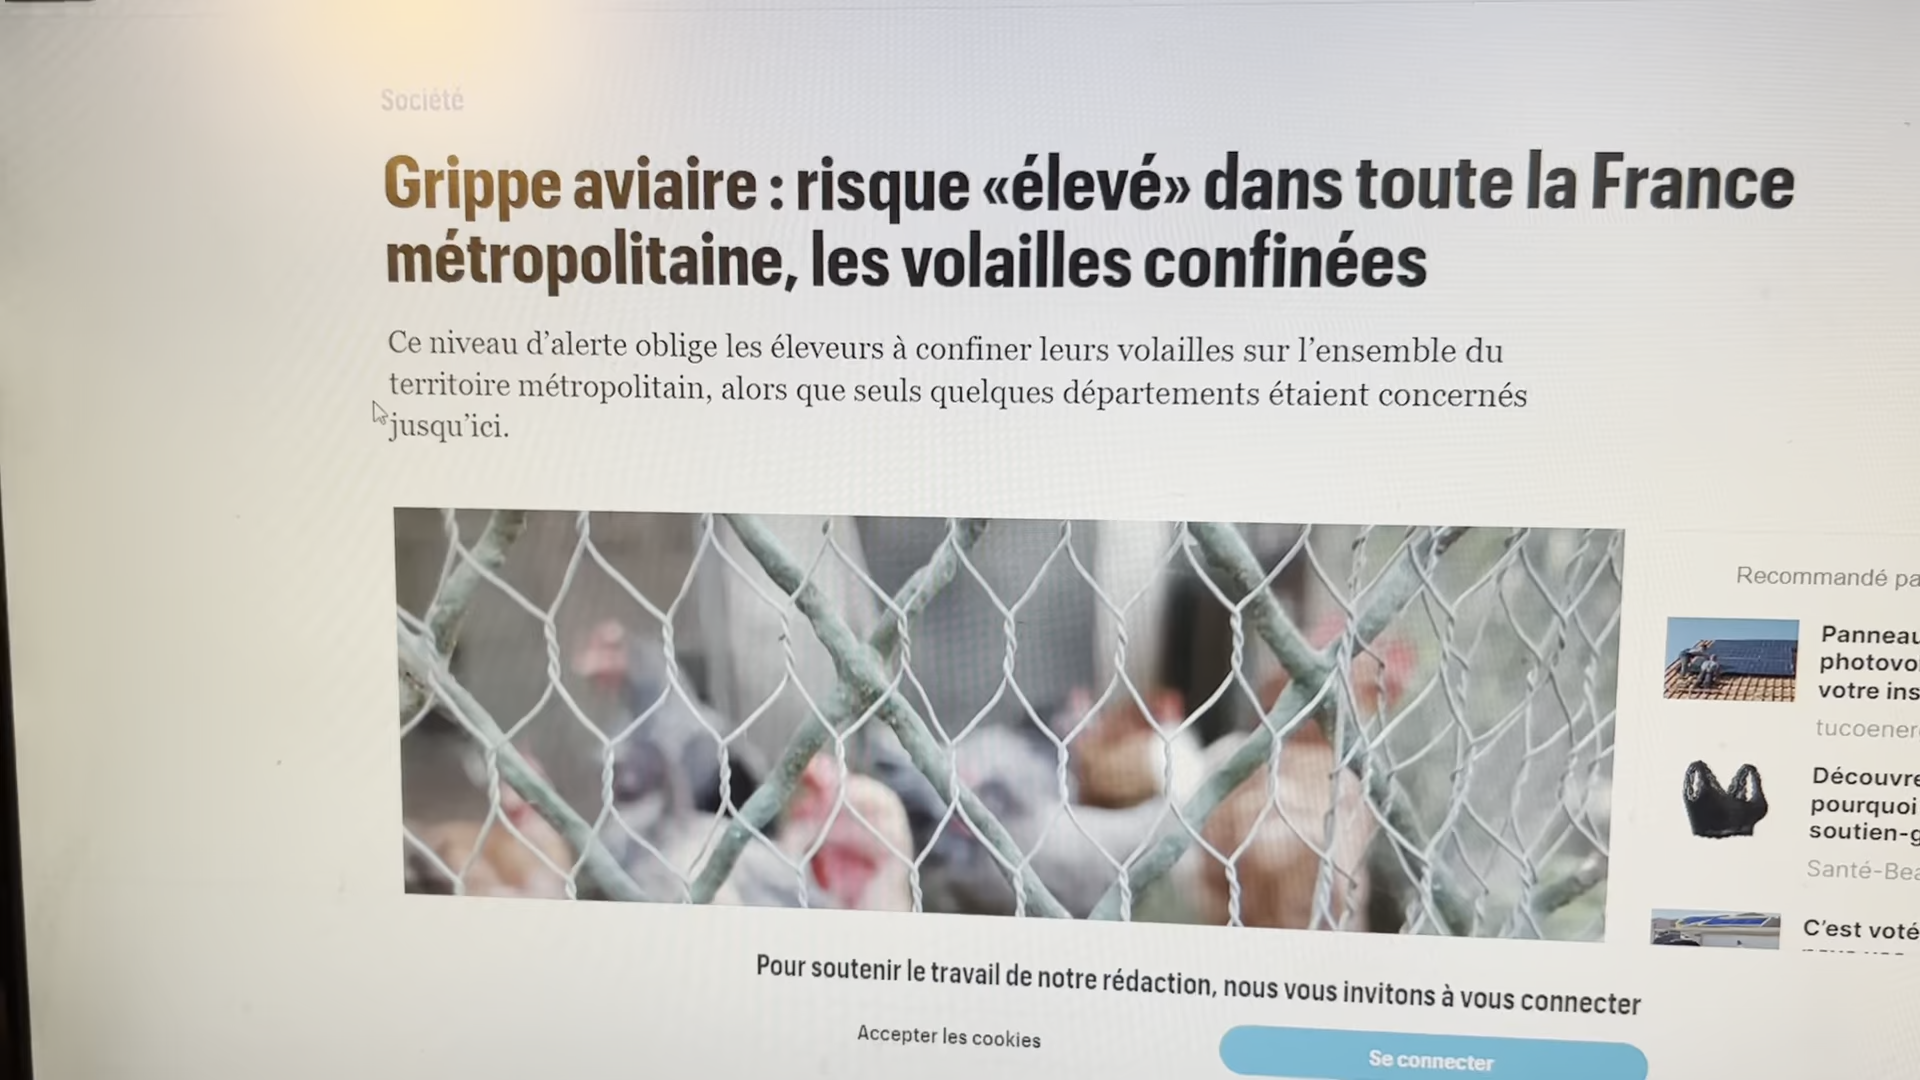 Société
Grippe aviaire : risque «élevé» dans toute la France
métropolitaine, les volailles confinées
Ce niveau d’alerte oblige les éleveurs à confiner leurs volailles sur l’ensemble du
territoire métropolitain, alors que seuls quelques départements étaient concernés
jusqu’ici.
Recommandé pa
Panneau
photovo
votre ins
tucoener
Découvre
pourquoi
soutien-g
Santé-Bea
C’est voté
Pour soutenir le travail de notre rédaction, nous vous invitons à vous connecter
Accepter les cookies
Se connecter